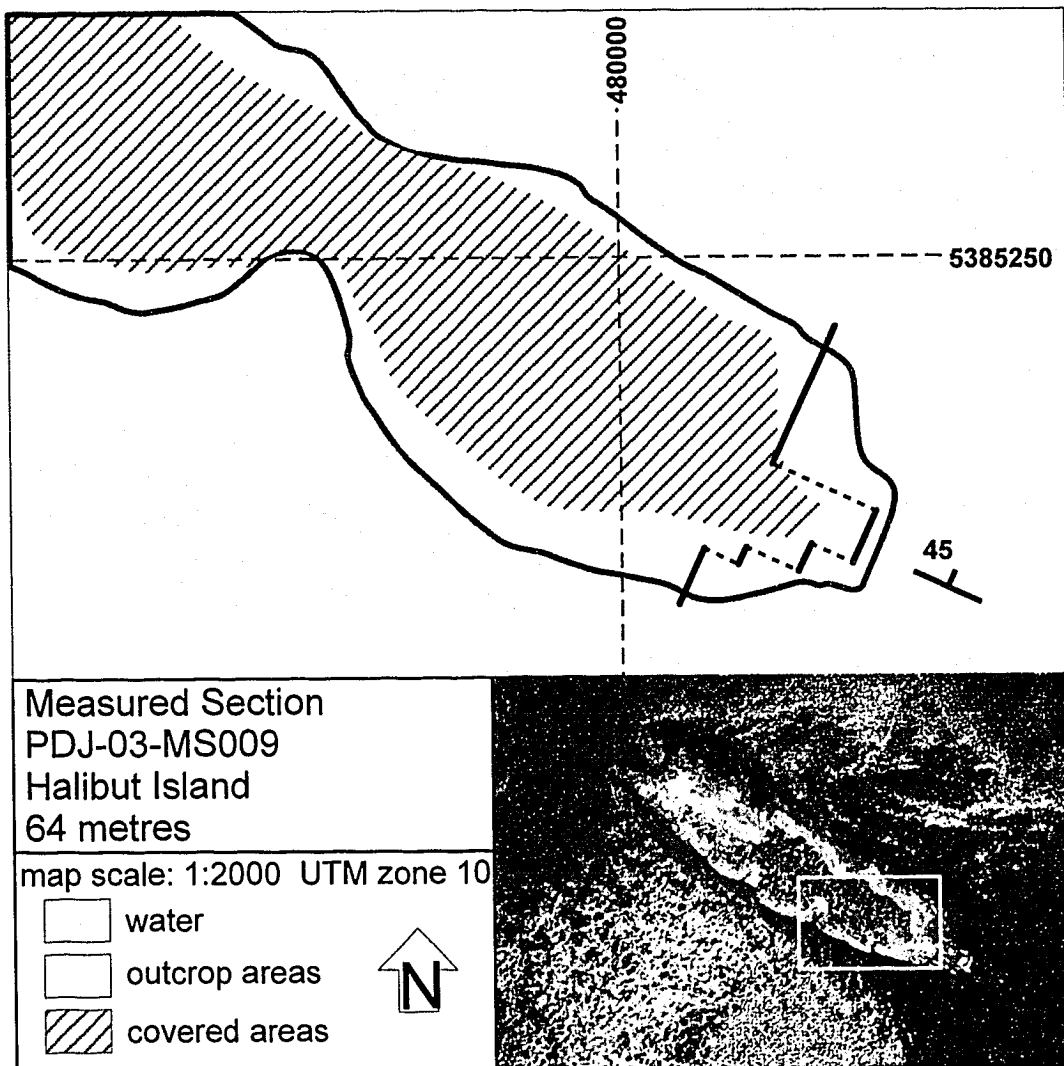 480000
5385250
45
Measured Section
PDJ-03-MS009
Halibut Island
64 metres
map scale: 1:2000 UTM zone 10
water
outcrop areas
covered areas
N